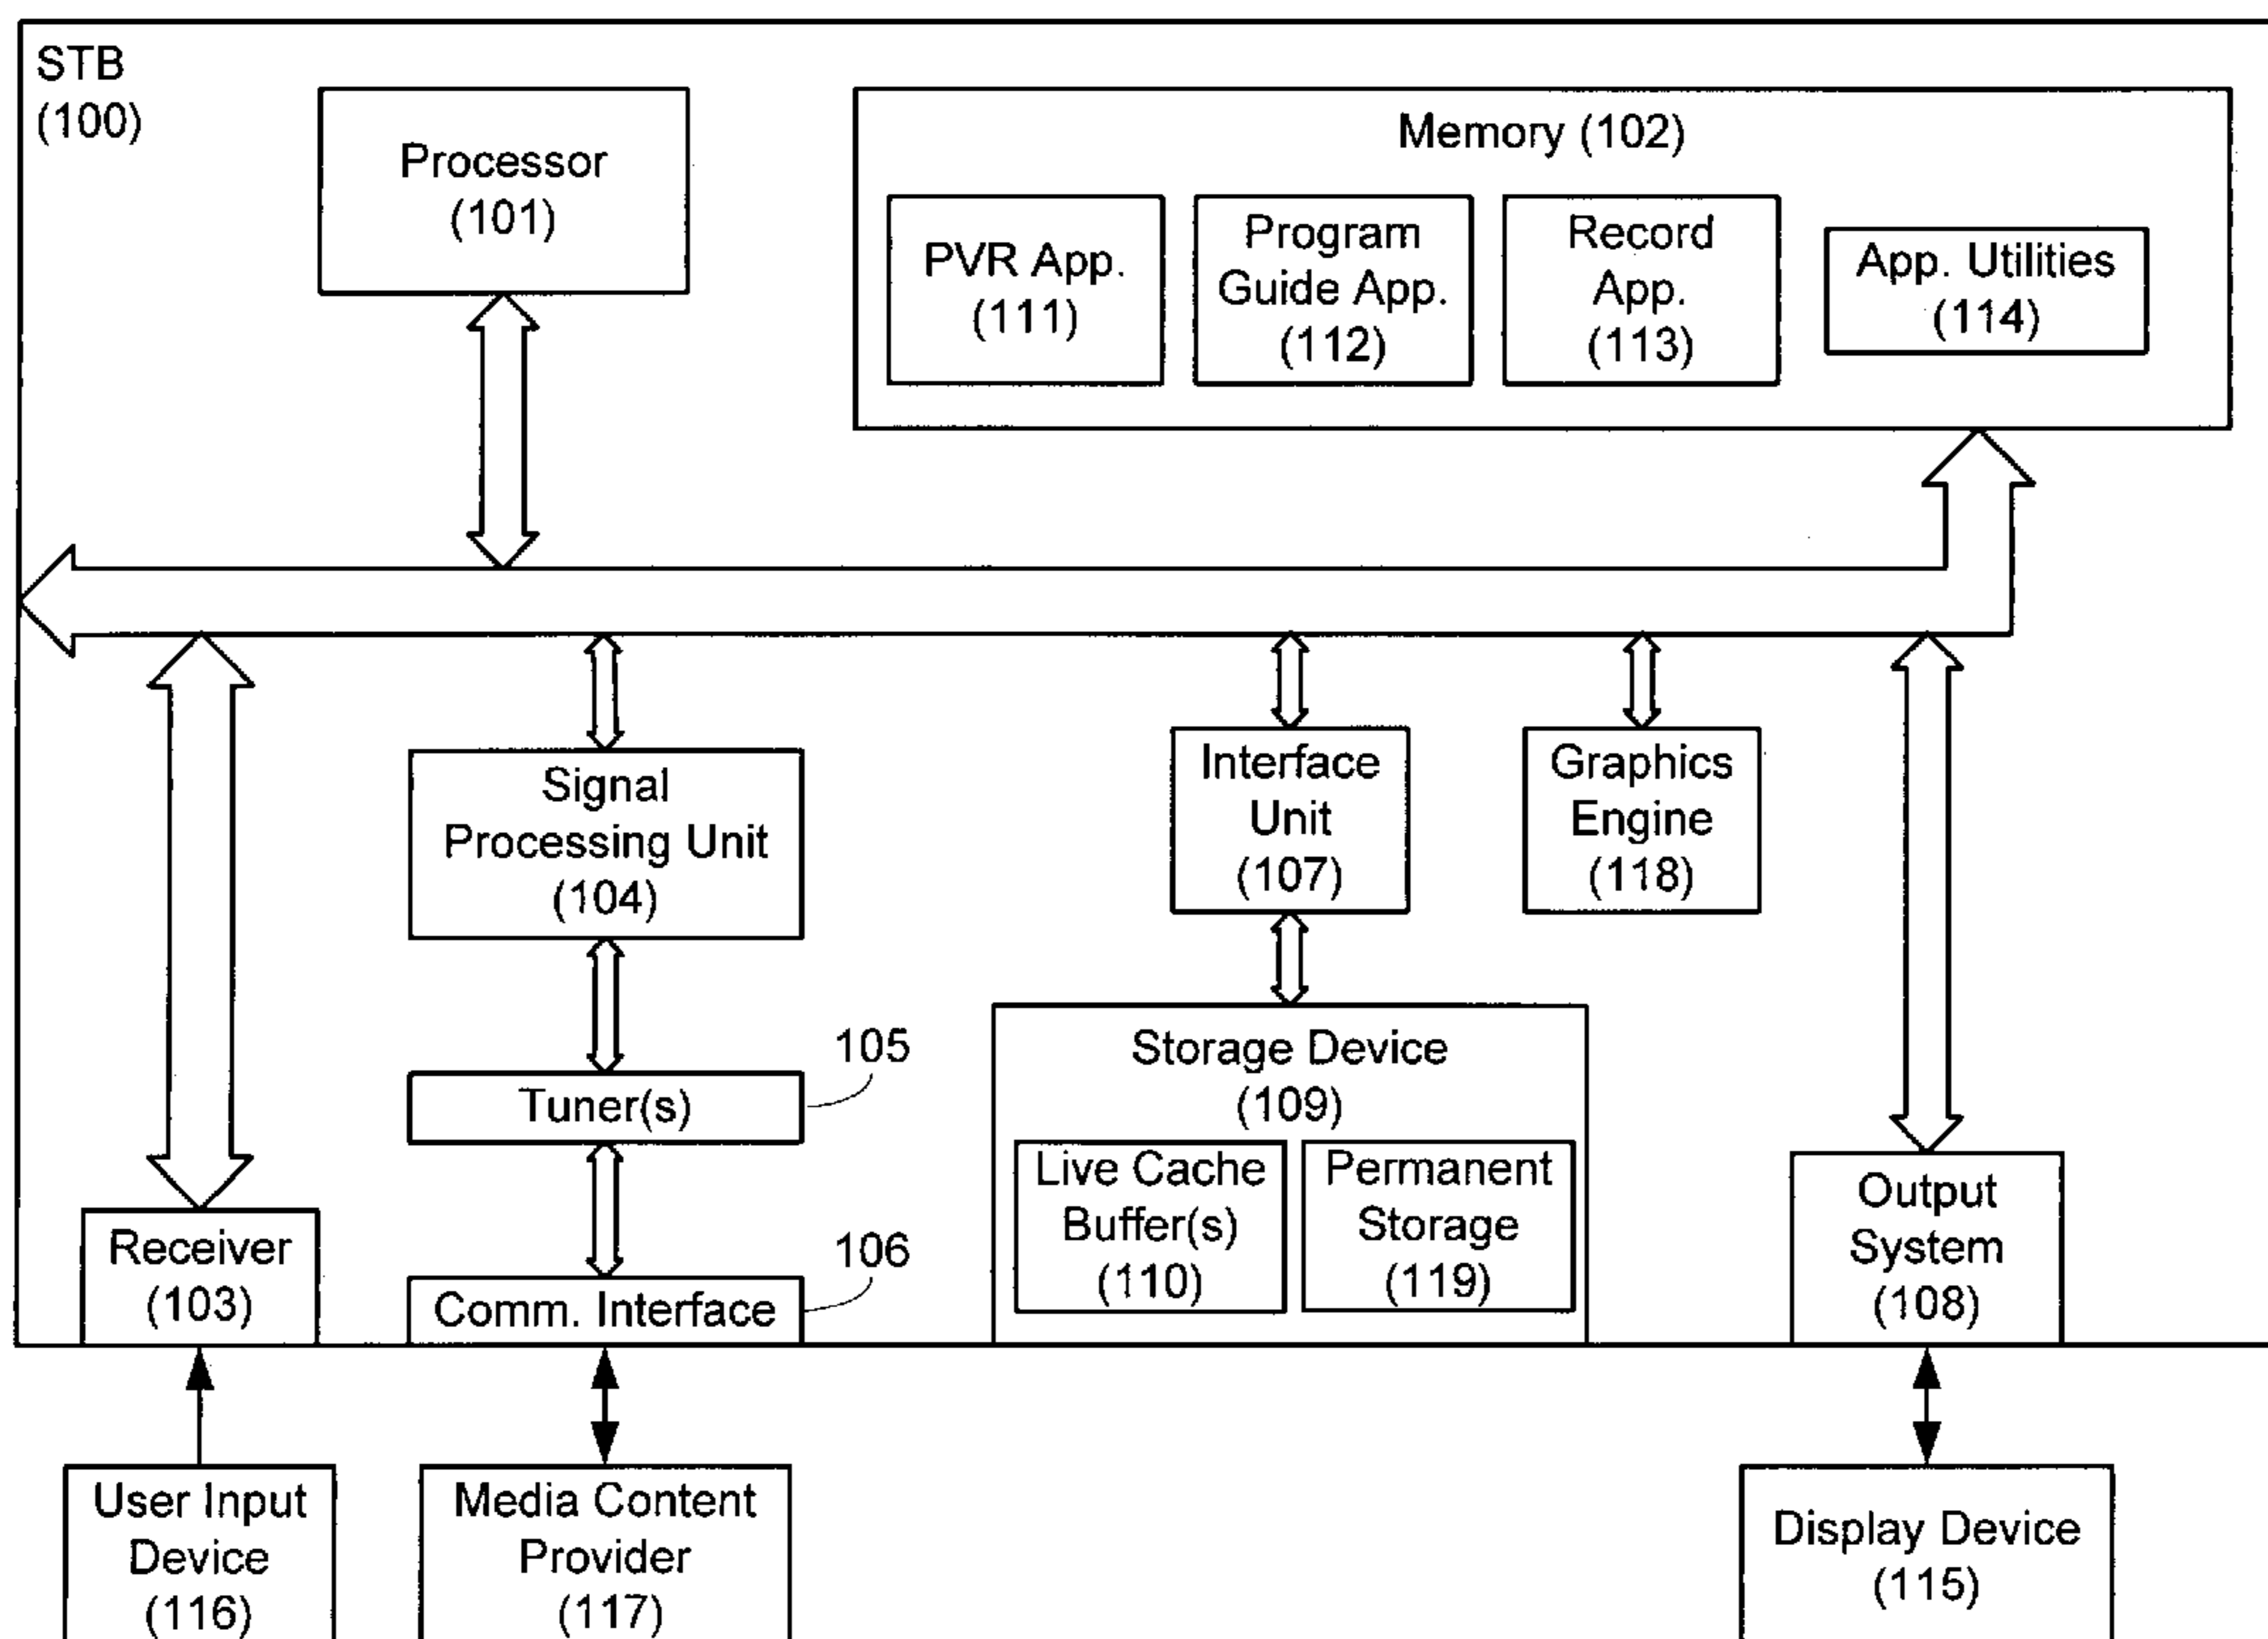 STB
(100)
Processor
(101)
Memory (102)
PVR App.
(111)
Program
Guide App.
(112)
Record
App.
(113)
App. Utilities
(114)
Signal
Processing Unit
(104)
Interface
Unit
(107)
Graphics
Engine
(118)
Tuner(s)
105
Storage Device
(109)
Live Cache
Buffer(s)
(110)
Permanent
Storage
(119)
Receiver
(103)
Comm. Interface
106
Output
System
(108)
User Input
Device
(116)
Media Content
Provider
(117)
Display Device
(115)